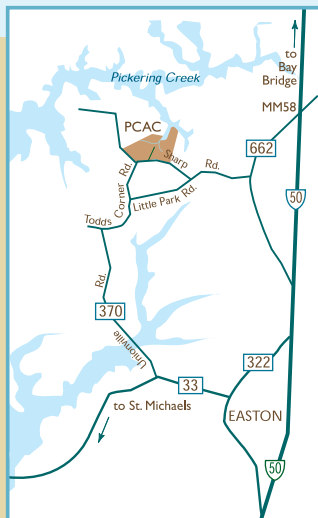 to
Bay
Bridge
Pickering Creek
MM58
PCAC
Sharp
Rd.
662
Corner Rd.
Little Park Rd.
50
Todds
Rd.
370
Unionville
322
33
to St. Michaels
EASTON
50